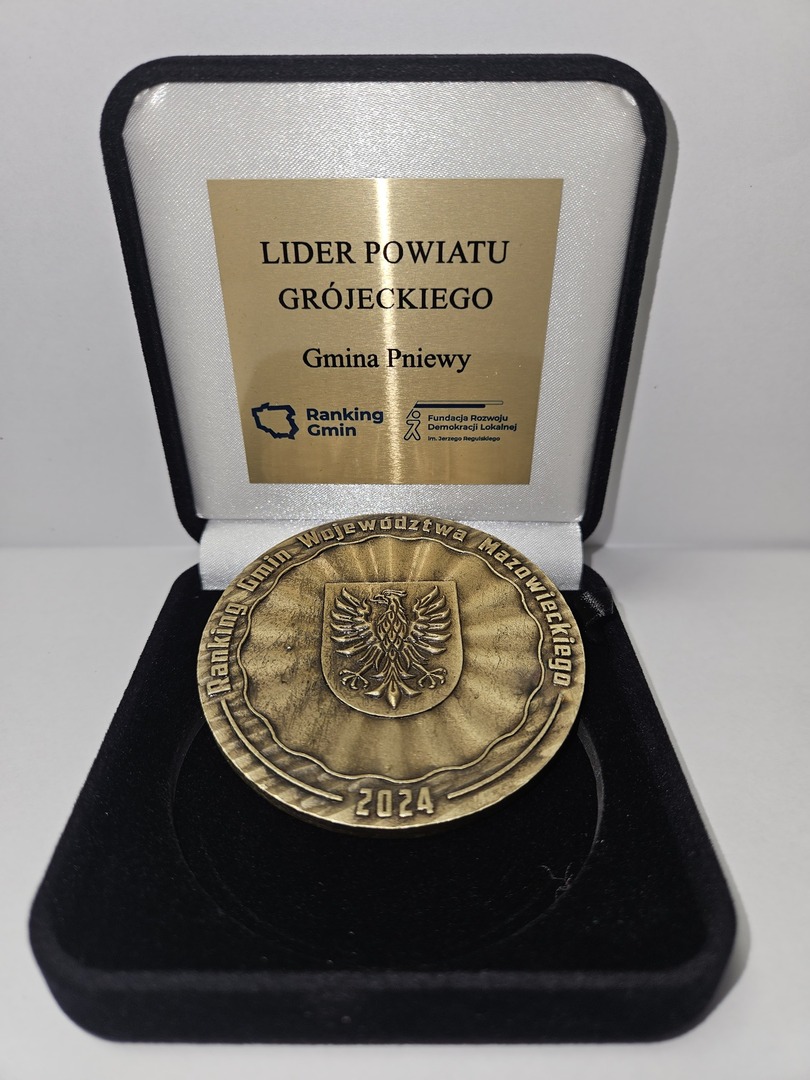 LIDER POWIATU
GRÓJECKIEGO
Gmina Pniewy
Ranking
Gmin
Fundacja Rozwoju
Demokracji Lokalnej
im. Jerzego Regulskiego
Ranking Gmin Województwa Mazowieckiego
2024